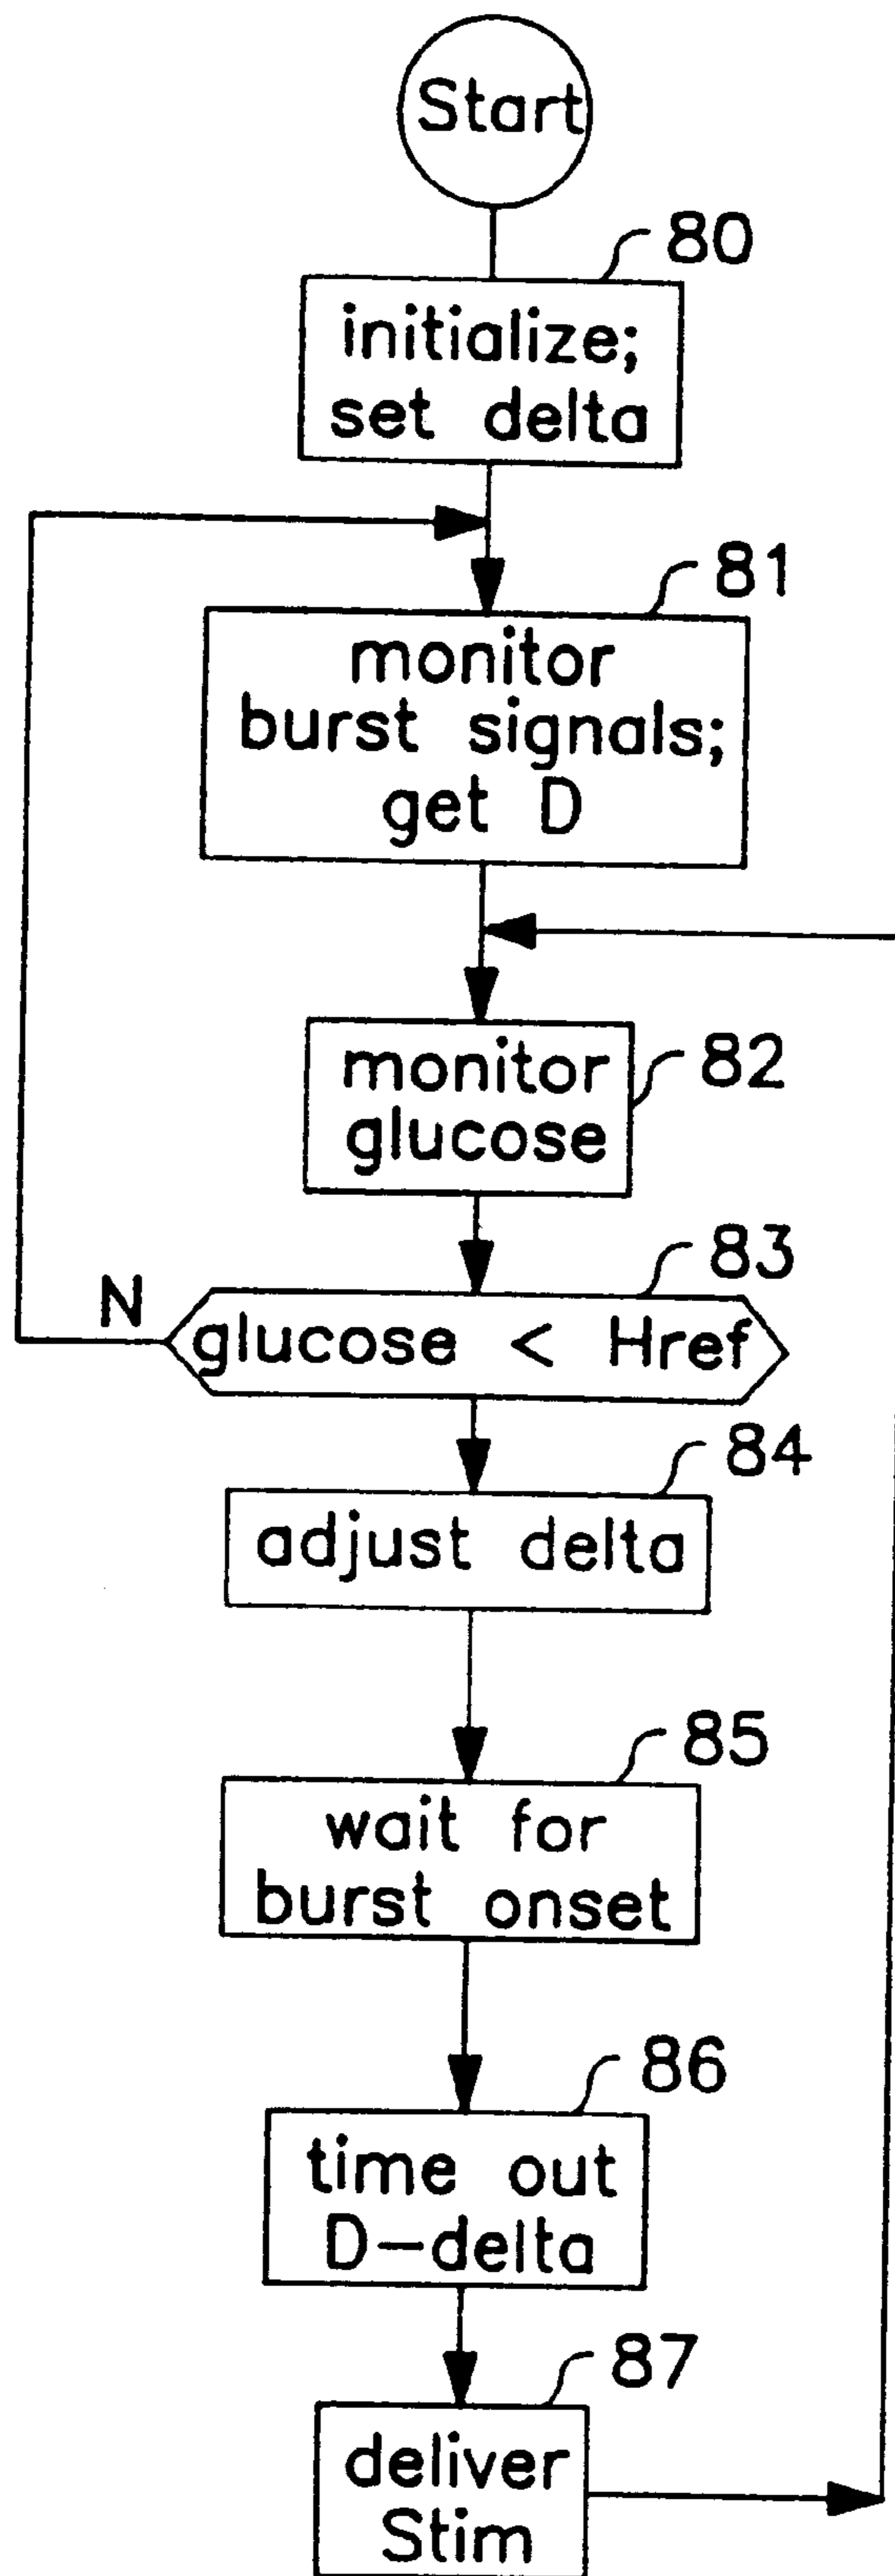 Start
80
initialize;
set delta
81
monitor
burst signals;
get D
82
monitor
glucose
83
N
glucose < Href
84
adjust delta
85
wait for
burst onset
86
time out
D-delta
87
deliver
Stim